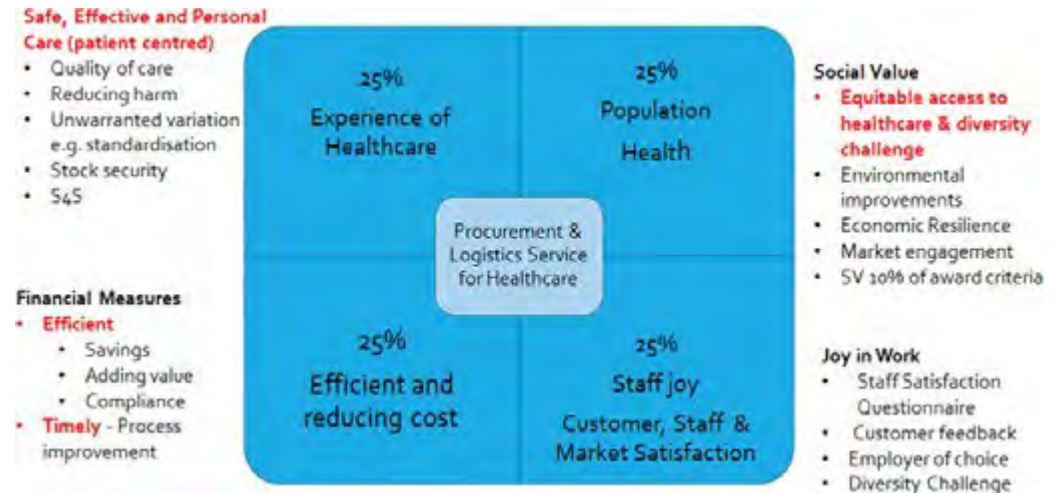 Safe, Effective and Personal
Care (patient centred)
• Quality of care
• Reducing harm
• Unwarranted variation
e.g. standardisation
• Stock security
• S4S
25%
Experience of
Healthcare
25%
Population
Health
Social Value
• Equitable access to
healthcare & diversity
challenge
• Environmental
improvements
• Economic Resilience
• Market engagement
• SV 10% of award criteria
Procurement &
Logistics Service
for Healthcare
Financial Measures
• Efficient
• Savings
• Adding value
• Compliance
• Timely - Process
improvement
25%
Efficient and
reducing cost
25%
Staff joy
Customer, Staff &
Market Satisfaction
Joy in Work
• Staff Satisfaction
Questionnaire
• Customer feedback
• Employer of choice
• Diversity Challenge